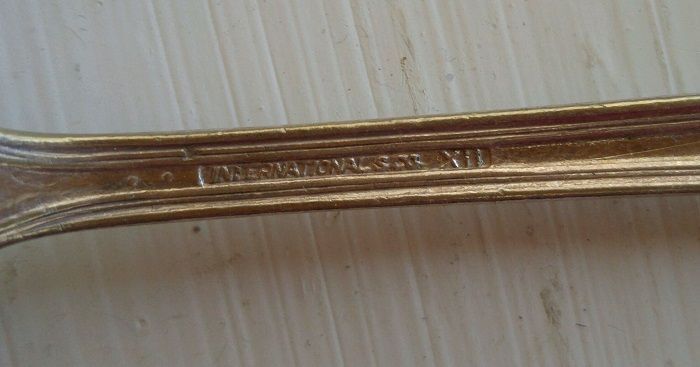 INTERNATIONAL S. CO. XII